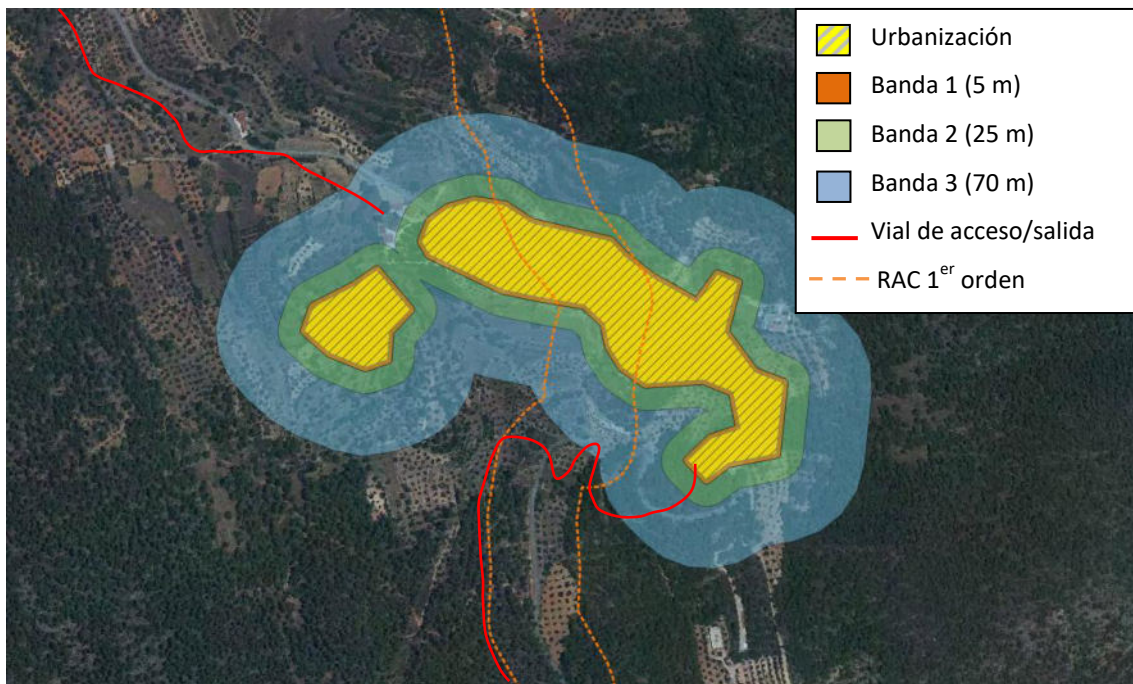 Urbanización
Banda 1 (5 m)
Banda 2 (25 m)
Banda 3 (70 m)
Vial de acceso/salida
RAC 1er orden